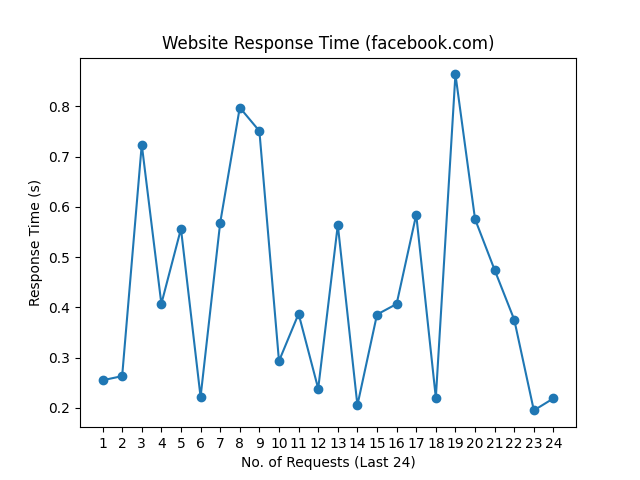 Website Response Time (facebook.com)
Response Time (s)
0.8
0.7
0.6
0.5
0.4
0.3
0.2
1 2 3 4 5 6 7 8 9 10 11 12 13 14 15 16 17 18 19 20 21 22 23 24
No. of Requests (Last 24)